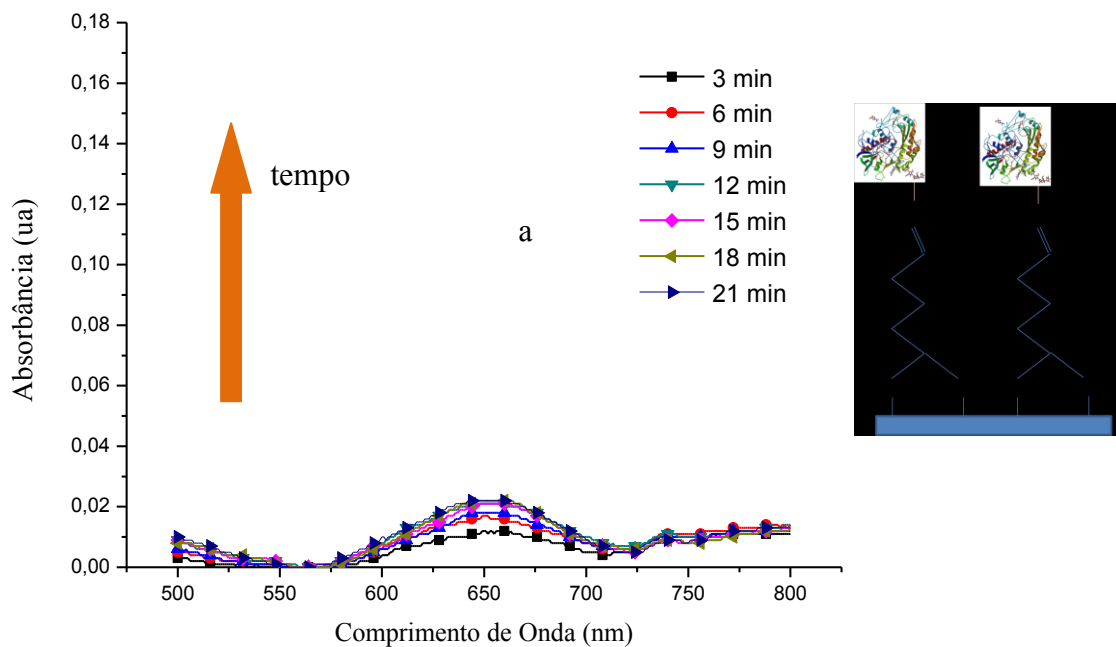 0,18
0,16
0,14
0,12
0,10
0,08
0,06
0,04
0,02
0,00
Absorbância (ua)
tempo
a
3 min
6 min
9 min
12 min
15 min
18 min
21 min
500 550 600 650 700 750 800
Comprimento de Onda (nm)